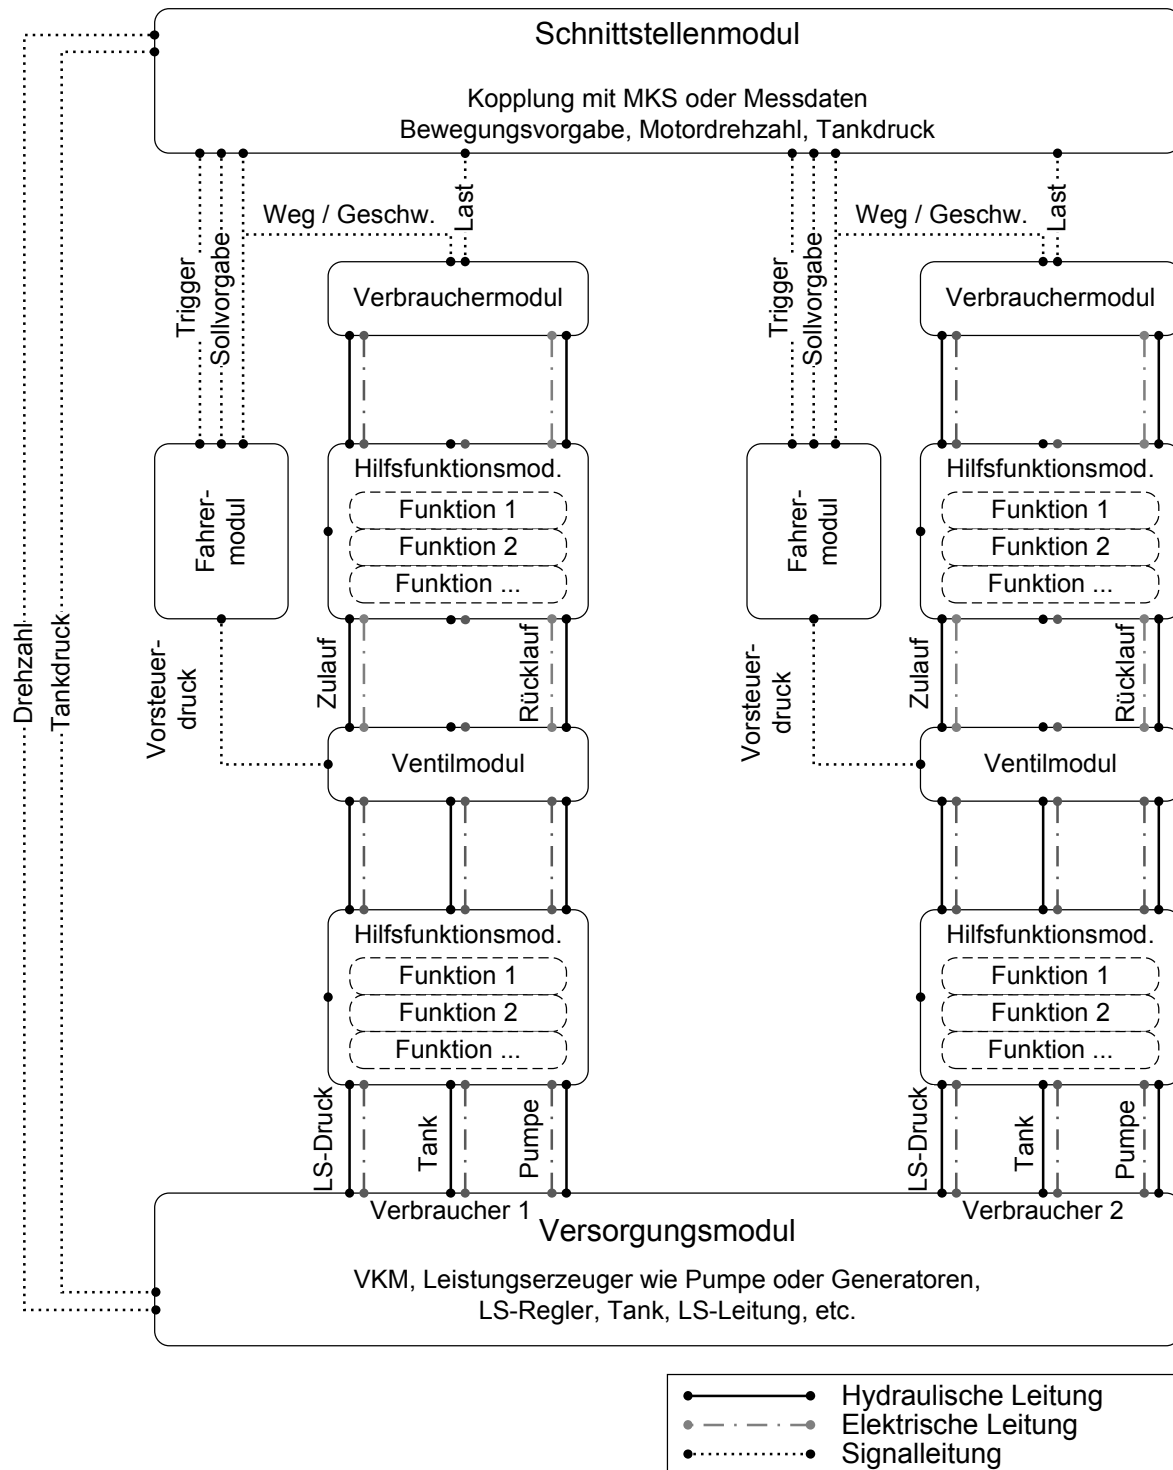 Schnittstellenmodul
Kopplung mit MKS oder Messdaten
Bewegungsvorgabe, Motordrehzahl, Tankdruck
Drehzahl
Tankdruck
Trigger
Sollvorgabe
Weg / Geschw.
Last
Verbrauchermodul
Fahrer-
modul
Hilfsfunktionsmod.
Funktion 1
Funktion 2
Funktion ...
Vorsteuer-
druck
Zulauf
Rücklauf
Ventilmodul
Hilfsfunktionsmod.
Funktion 1
Funktion 2
Funktion ...
LS-Druck
Tank
Pumpe
Verbraucher 1
Trigger
Sollvorgabe
Weg / Geschw.
Last
Verbrauchermodul
Fahrer-
modul
Hilfsfunktionsmod.
Funktion 1
Funktion 2
Funktion ...
Vorsteuer-
druck
Zulauf
Rücklauf
Ventilmodul
Hilfsfunktionsmod.
Funktion 1
Funktion 2
Funktion ...
LS-Druck
Tank
Pumpe
Verbraucher 2
Versorgungsmodul
VKM, Leistungserzeuger wie Pumpe oder Generatoren,
LS-Regler, Tank, LS-Leitung, etc.
Hydraulische Leitung
Elektrische Leitung
Signalleitung